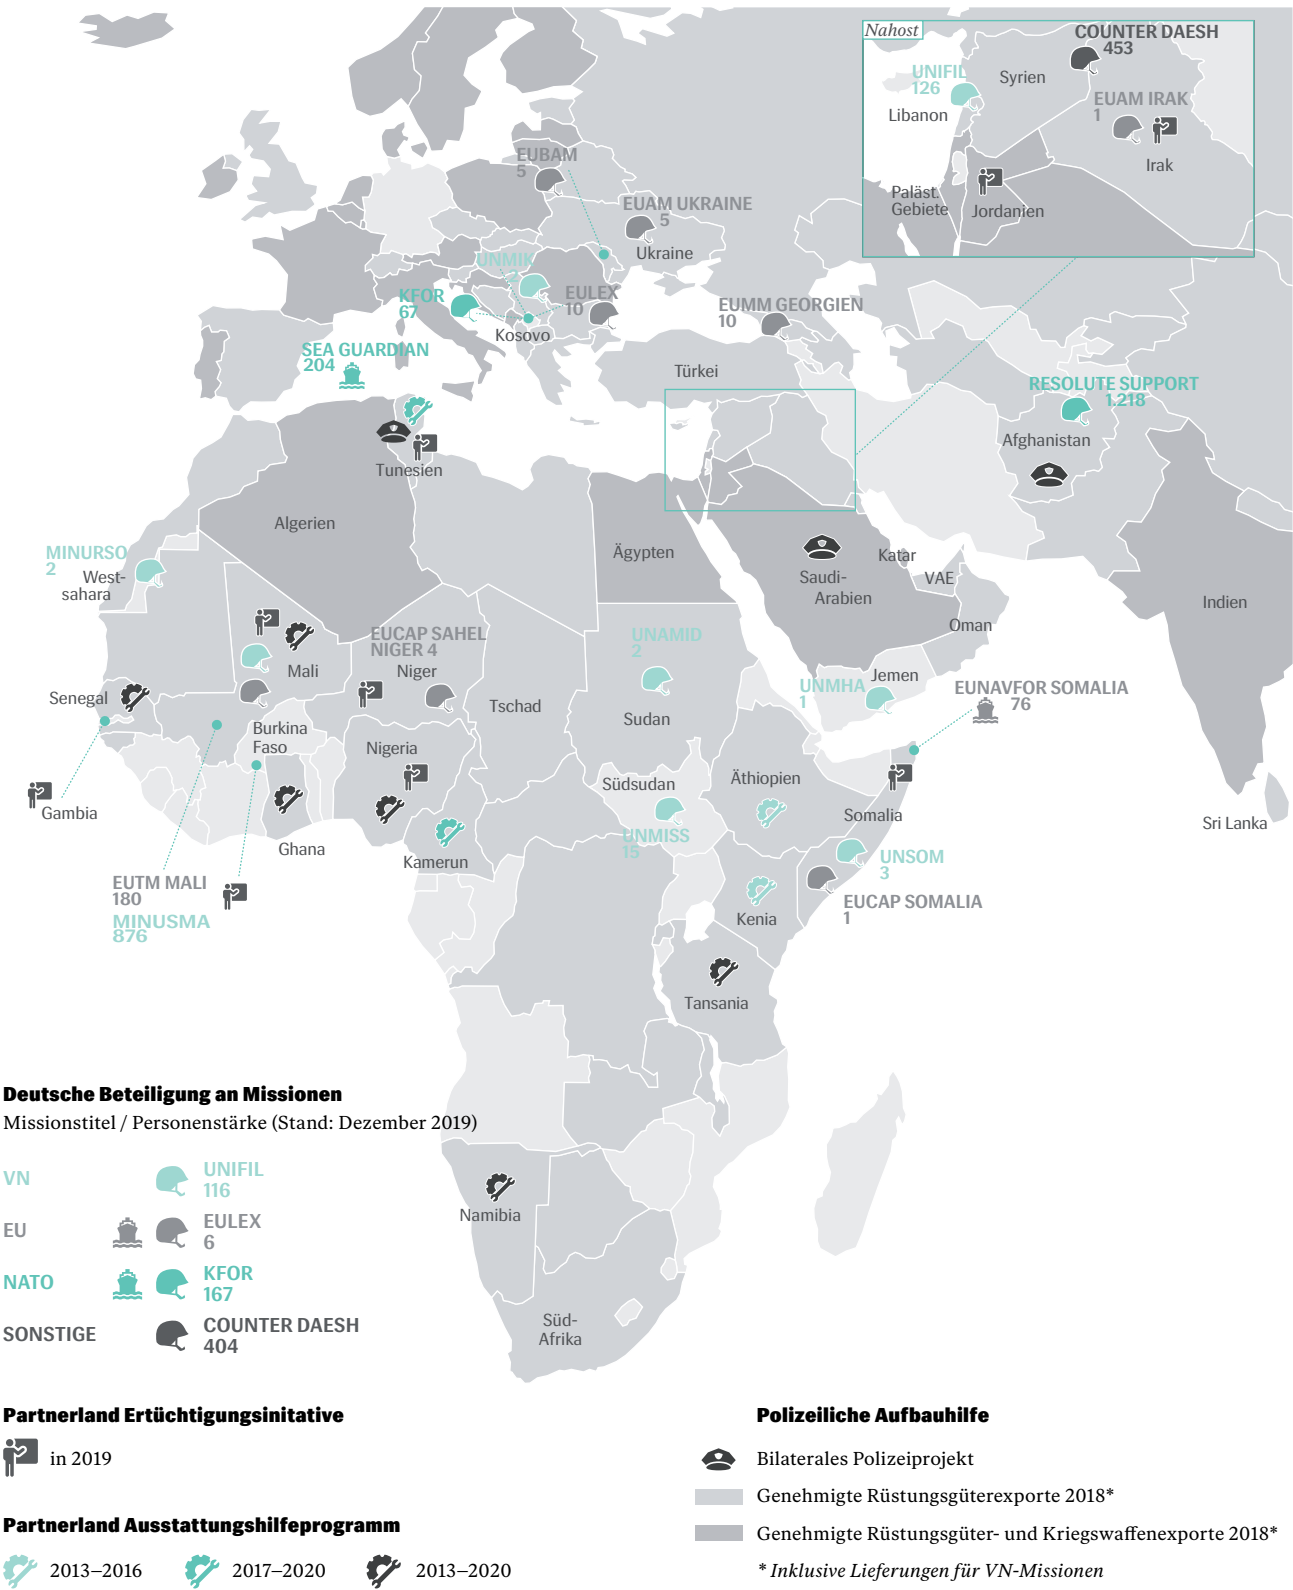 Nahost
COUNTER DAESH
453
UNIFIL
126
Syrien
Libanon
EUAM IRAK
1
Irak
Paläst.
Gebiete
Jordanien
EUBAM
5
EUAM UKRAINE
5
Ukraine
UNMIK
2
KFOR
67
EULEX
10
Kosovo
EUMM GEORGIEN
10
SEA GUARDIAN
204
Türkei
RESOLUTE SUPPORT
1.218
Afghanistan
Tunesien
Algerien
Ägypten
Katar
Saudi-
Arabien
VAE
Oman
Indien
MINURSO
2
West-
sahara
EUCAP SAHEL
NIGER 4
Niger
Mali
UNAMID
2
Sudan
Jemen
UNMHA
1
EUNAVFOR SOMALIA
76
Senegal
Tschad
Burkina
Faso
Nigeria
Südsudan
Äthiopien
UNMISS
15
Somalia
Sri Lanka
Gambia
Ghana
Kamerun
UNSOM
3
EUTM MALI
180
MINUSMA
876
EUCAP SOMALIA
1
Kenia
Tansania
Namibia
Süd-
Afrika
Deutsche Beteiligung an Missionen
Missionstitel / Personenstärke (Stand: Dezember 2019)
VN
UNIFIL
116
EU
EULEX
6
NATO
KFOR
167
SONSTIGE
COUNTER DAESH
404
Partnerland Ertüchtigungsinitative
in 2019
Partnerland Ausstattungshilfeprogramm
2013–2016
2017–2020
2013–2020
Polizeiliche Aufbauhilfe
Bilaterales Polizeiprojekt
Genehmigte Rüstungsgüterexporte 2018*
Genehmigte Rüstungsgüter- und Kriegswaffenexporte 2018*
* Inklusive Lieferungen für VN-Missionen